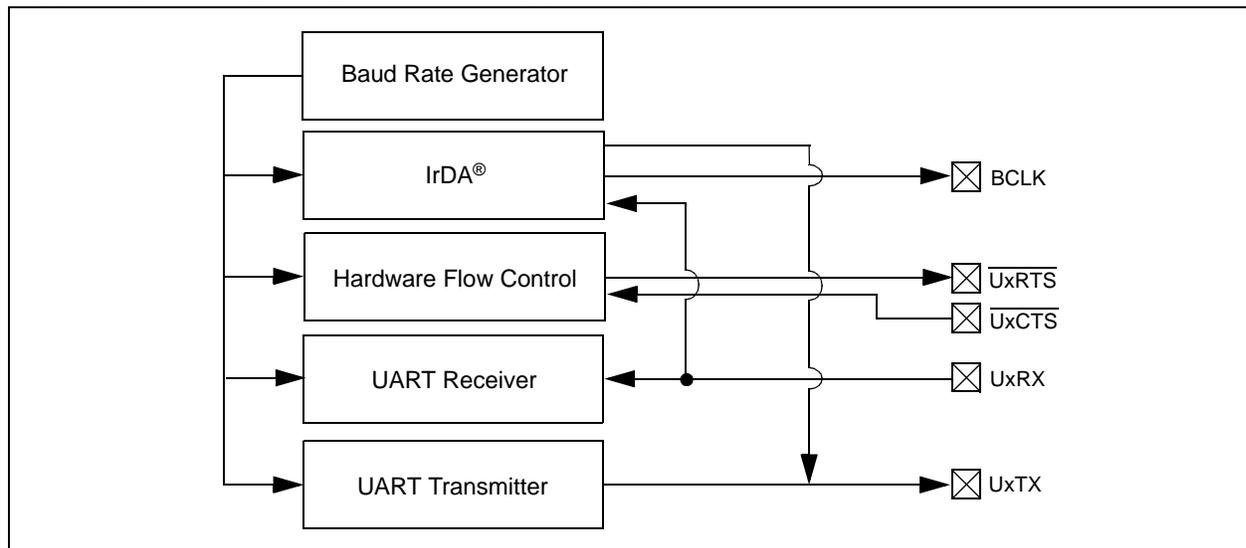 Baud Rate Generator
IrDA®
BCLK
Hardware Flow Control
UxRTS
UxCTS
UART Receiver
UxRX
UART Transmitter
UxTX